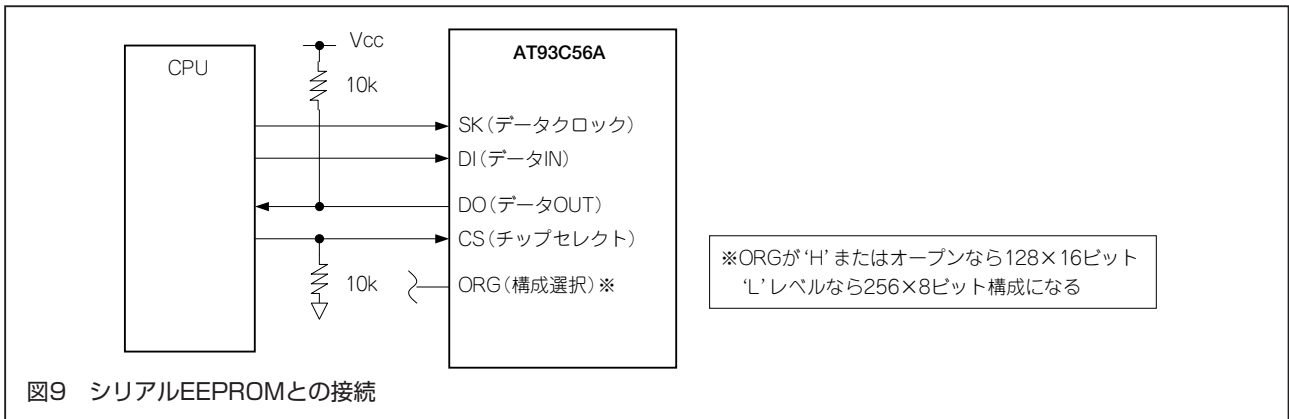 CPU
Vcc
10k
AT93C56A
SK(データクロック)
DI(データIN)
DO(データOUT)
CS(チップセレクト)
10k
ORG(構成選択)※
※ORGが‘H’またはオープンなら128×16ビット
‘L’レベルなら256×8ビット構成になる
図9 シリアルEEPROMとの接続